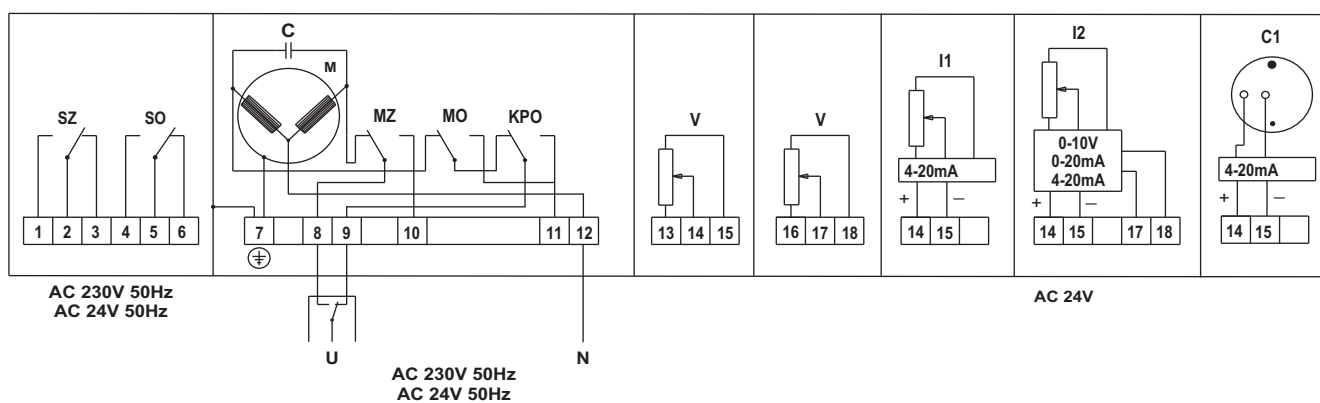 C
M
I1
I2
C1
SZ
SO
MZ
MO
KPO
V
V
4-20mA
0-10V
0-20mA
4-20mA
4-20mA
+ −
+ −
+ −
1 2 3 4 5 6
7 8 9 10 11 12
13 14 15
16 17 18
14 15
14 15 17 18
14 15
AC 230V 50Hz
AC 24V 50Hz
AC 24V
U
N
AC 230V 50Hz
AC 24V 50Hz